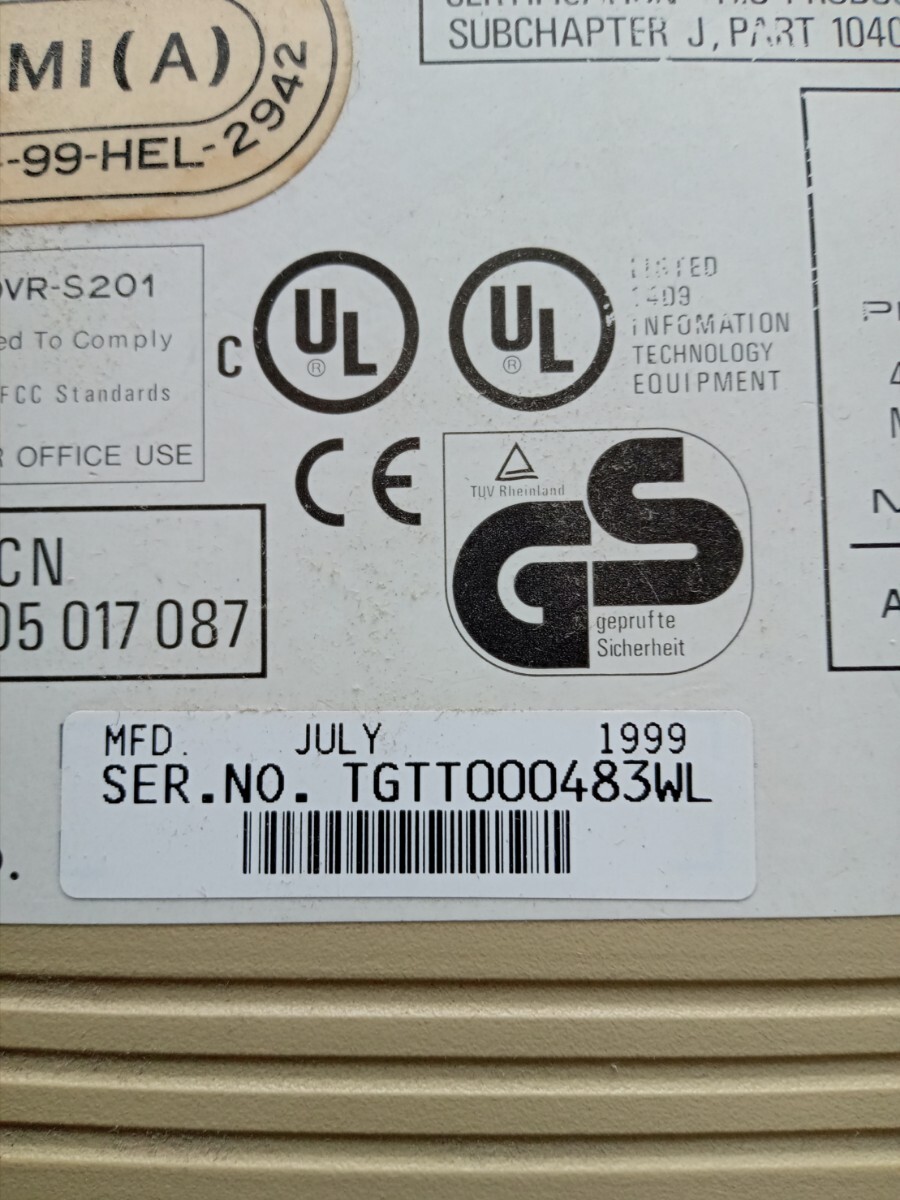 SUBCHAPTER J, PART 1040
MI(A)
-99-HEL-2942
DVR-S201
ed To Comply
FCC Standards
R OFFICE USE
C
UL
®
UL
®
LISTED
1409
INFOMATION
TECHNOLOGY
EQUIPMENT
CE
TÜV Rheinland
GS
geprufte
Sicherheit
CN
05 017 087
MFD. JULY 1999
SER.NO. TGTT000483WL